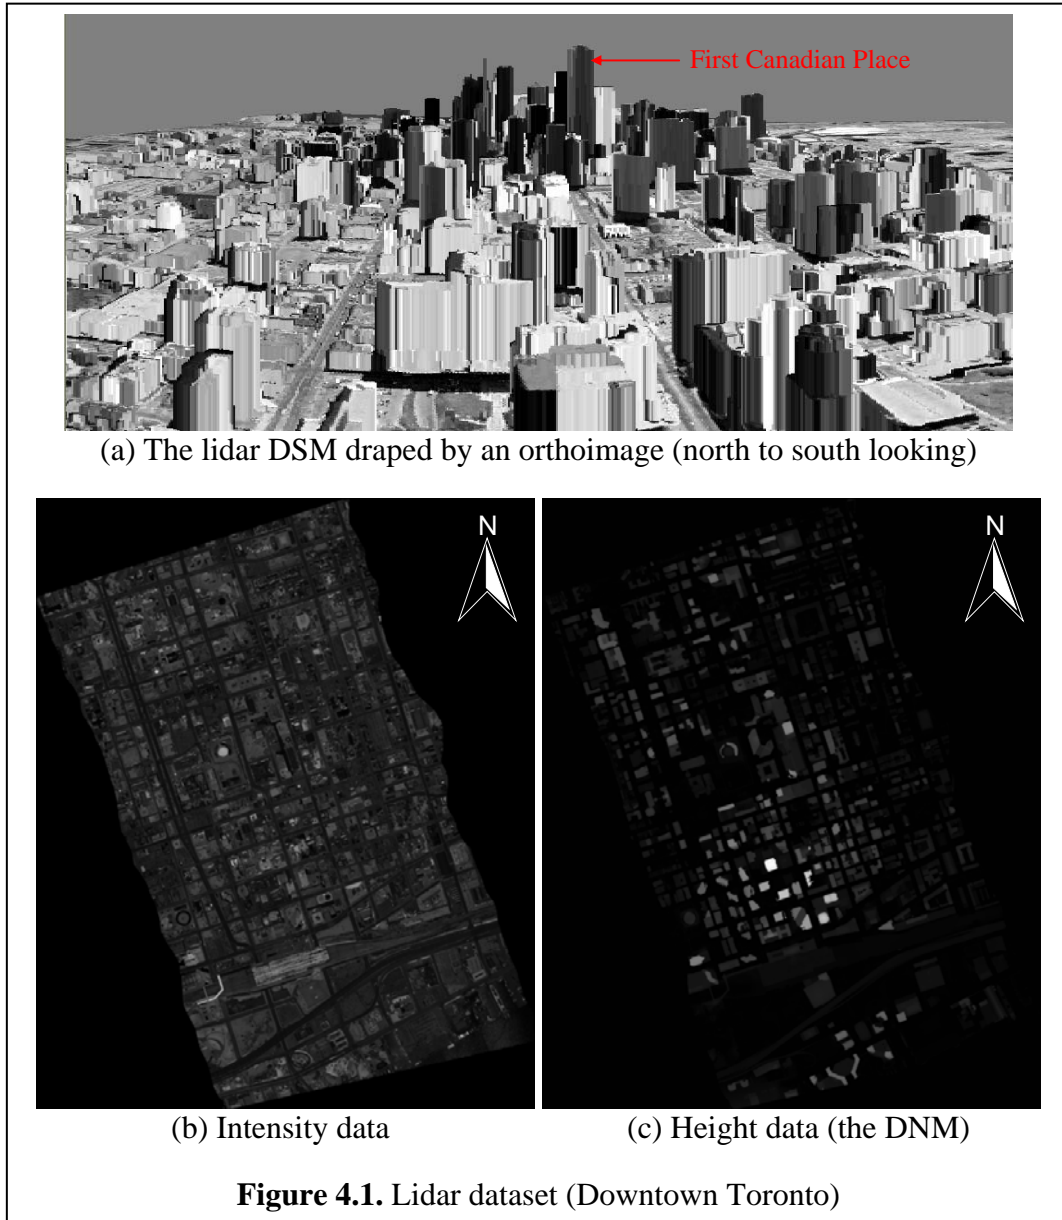 First Canadian Place
(a) The lidar DSM draped by an orthoimage (north to south looking)
N
N
(b) Intensity data
(c) Height data (the DNM)
Figure 4.1. Lidar dataset (Downtown Toronto)